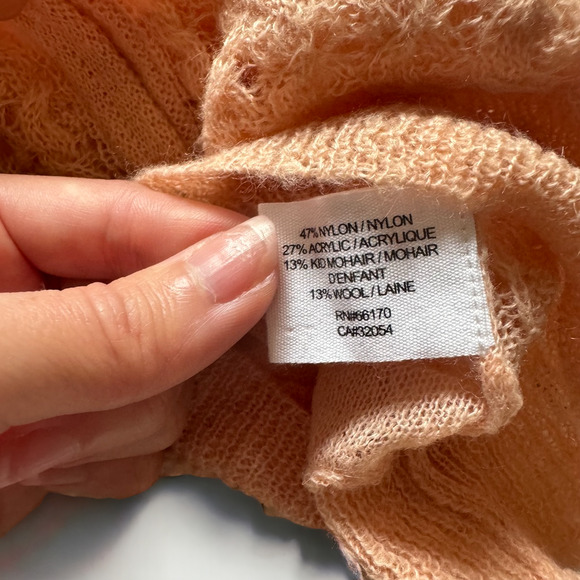 47% NYLON / NYLON
27% ACRYLIC / ACRYLIQUE
13% KID MOHAIR / MOHAIR
D'ENFANT
13% WOOL / LAINE
RN#66170
CA#32054